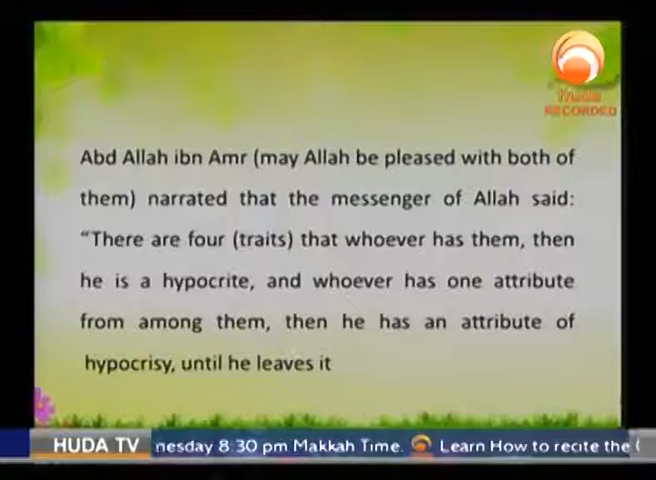 Huda
RECORDED
Abd Allah ibn Amr (may Allah be pleased with both of
them) narrated that the messenger of Allah said:
“There are four (traits) that whoever has them, then
he is a hypocrite, and whoever has one attribute
from among them, then he has an attribute of
hypocrisy, until he leaves it
HUDA TV nesday 8:30 pm Makkah Time. Learn How to recite the